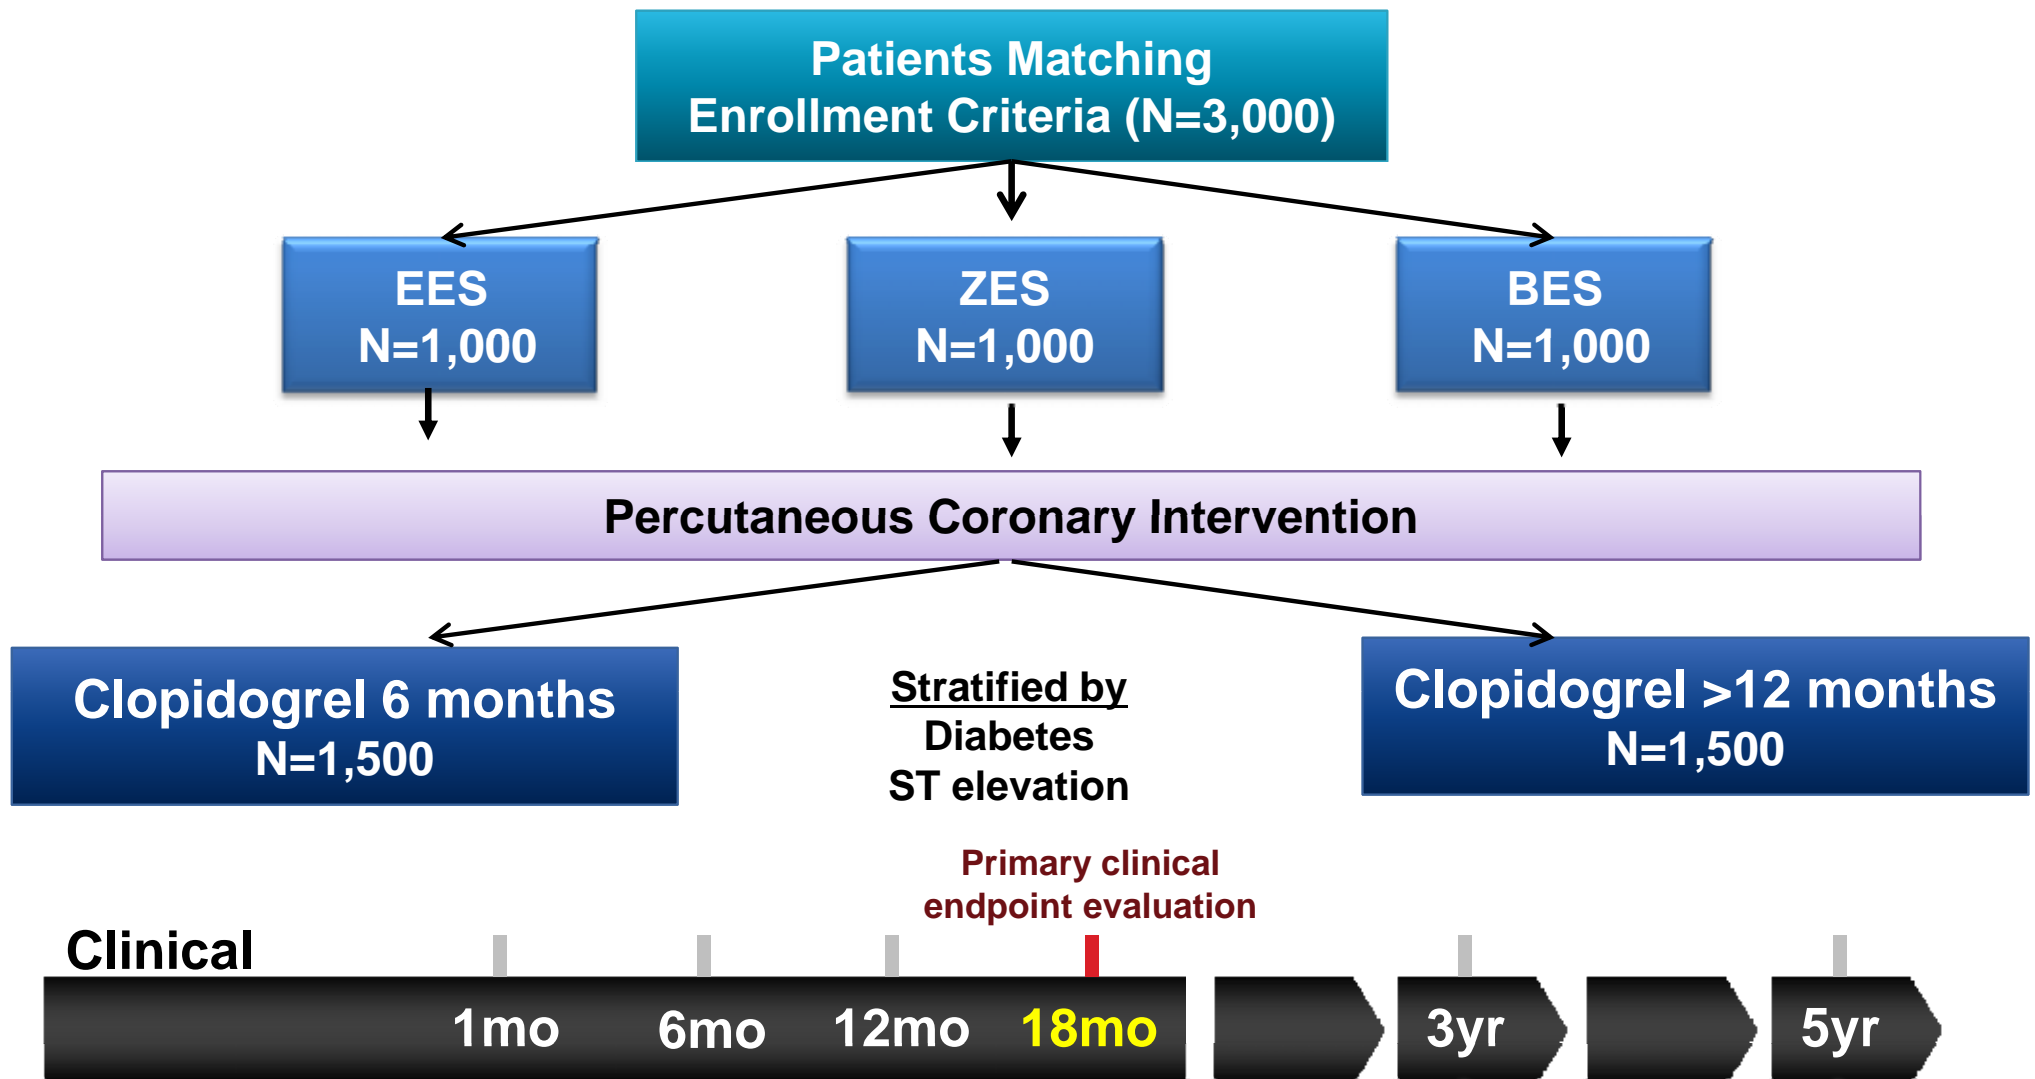 Patients Matching
Enrollment Criteria (N=3,000)
EES
N=1,000
ZES
N=1,000
BES
N=1,000
Percutaneous Coronary Intervention
Clopidogrel 6 months
N=1,500
Stratified by
Diabetes
ST elevation
Clopidogrel >12 months
N=1,500
Primary clinical
endpoint evaluation
Clinical
1mo 6mo 12mo 18mo 3yr 5yr